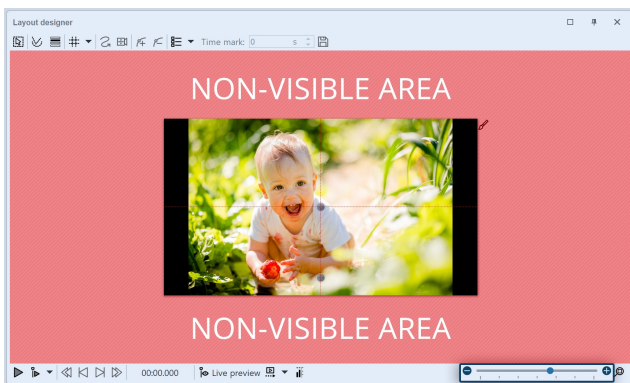 Layout designer
Time mark: 0 s
NON-VISIBLE AREA
NON-VISIBLE AREA
00:00.000 Live preview